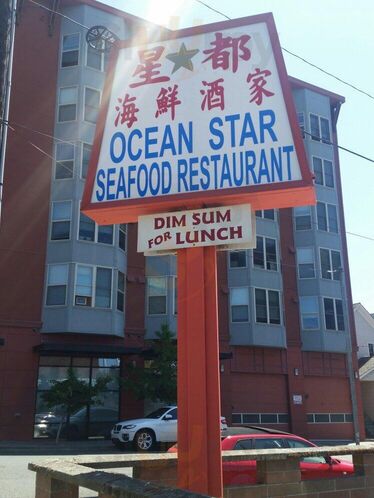 星都
海鮮酒家
OCEAN STAR
SEAFOOD RESTAURANT
DIM SUM
FOR LUNCH